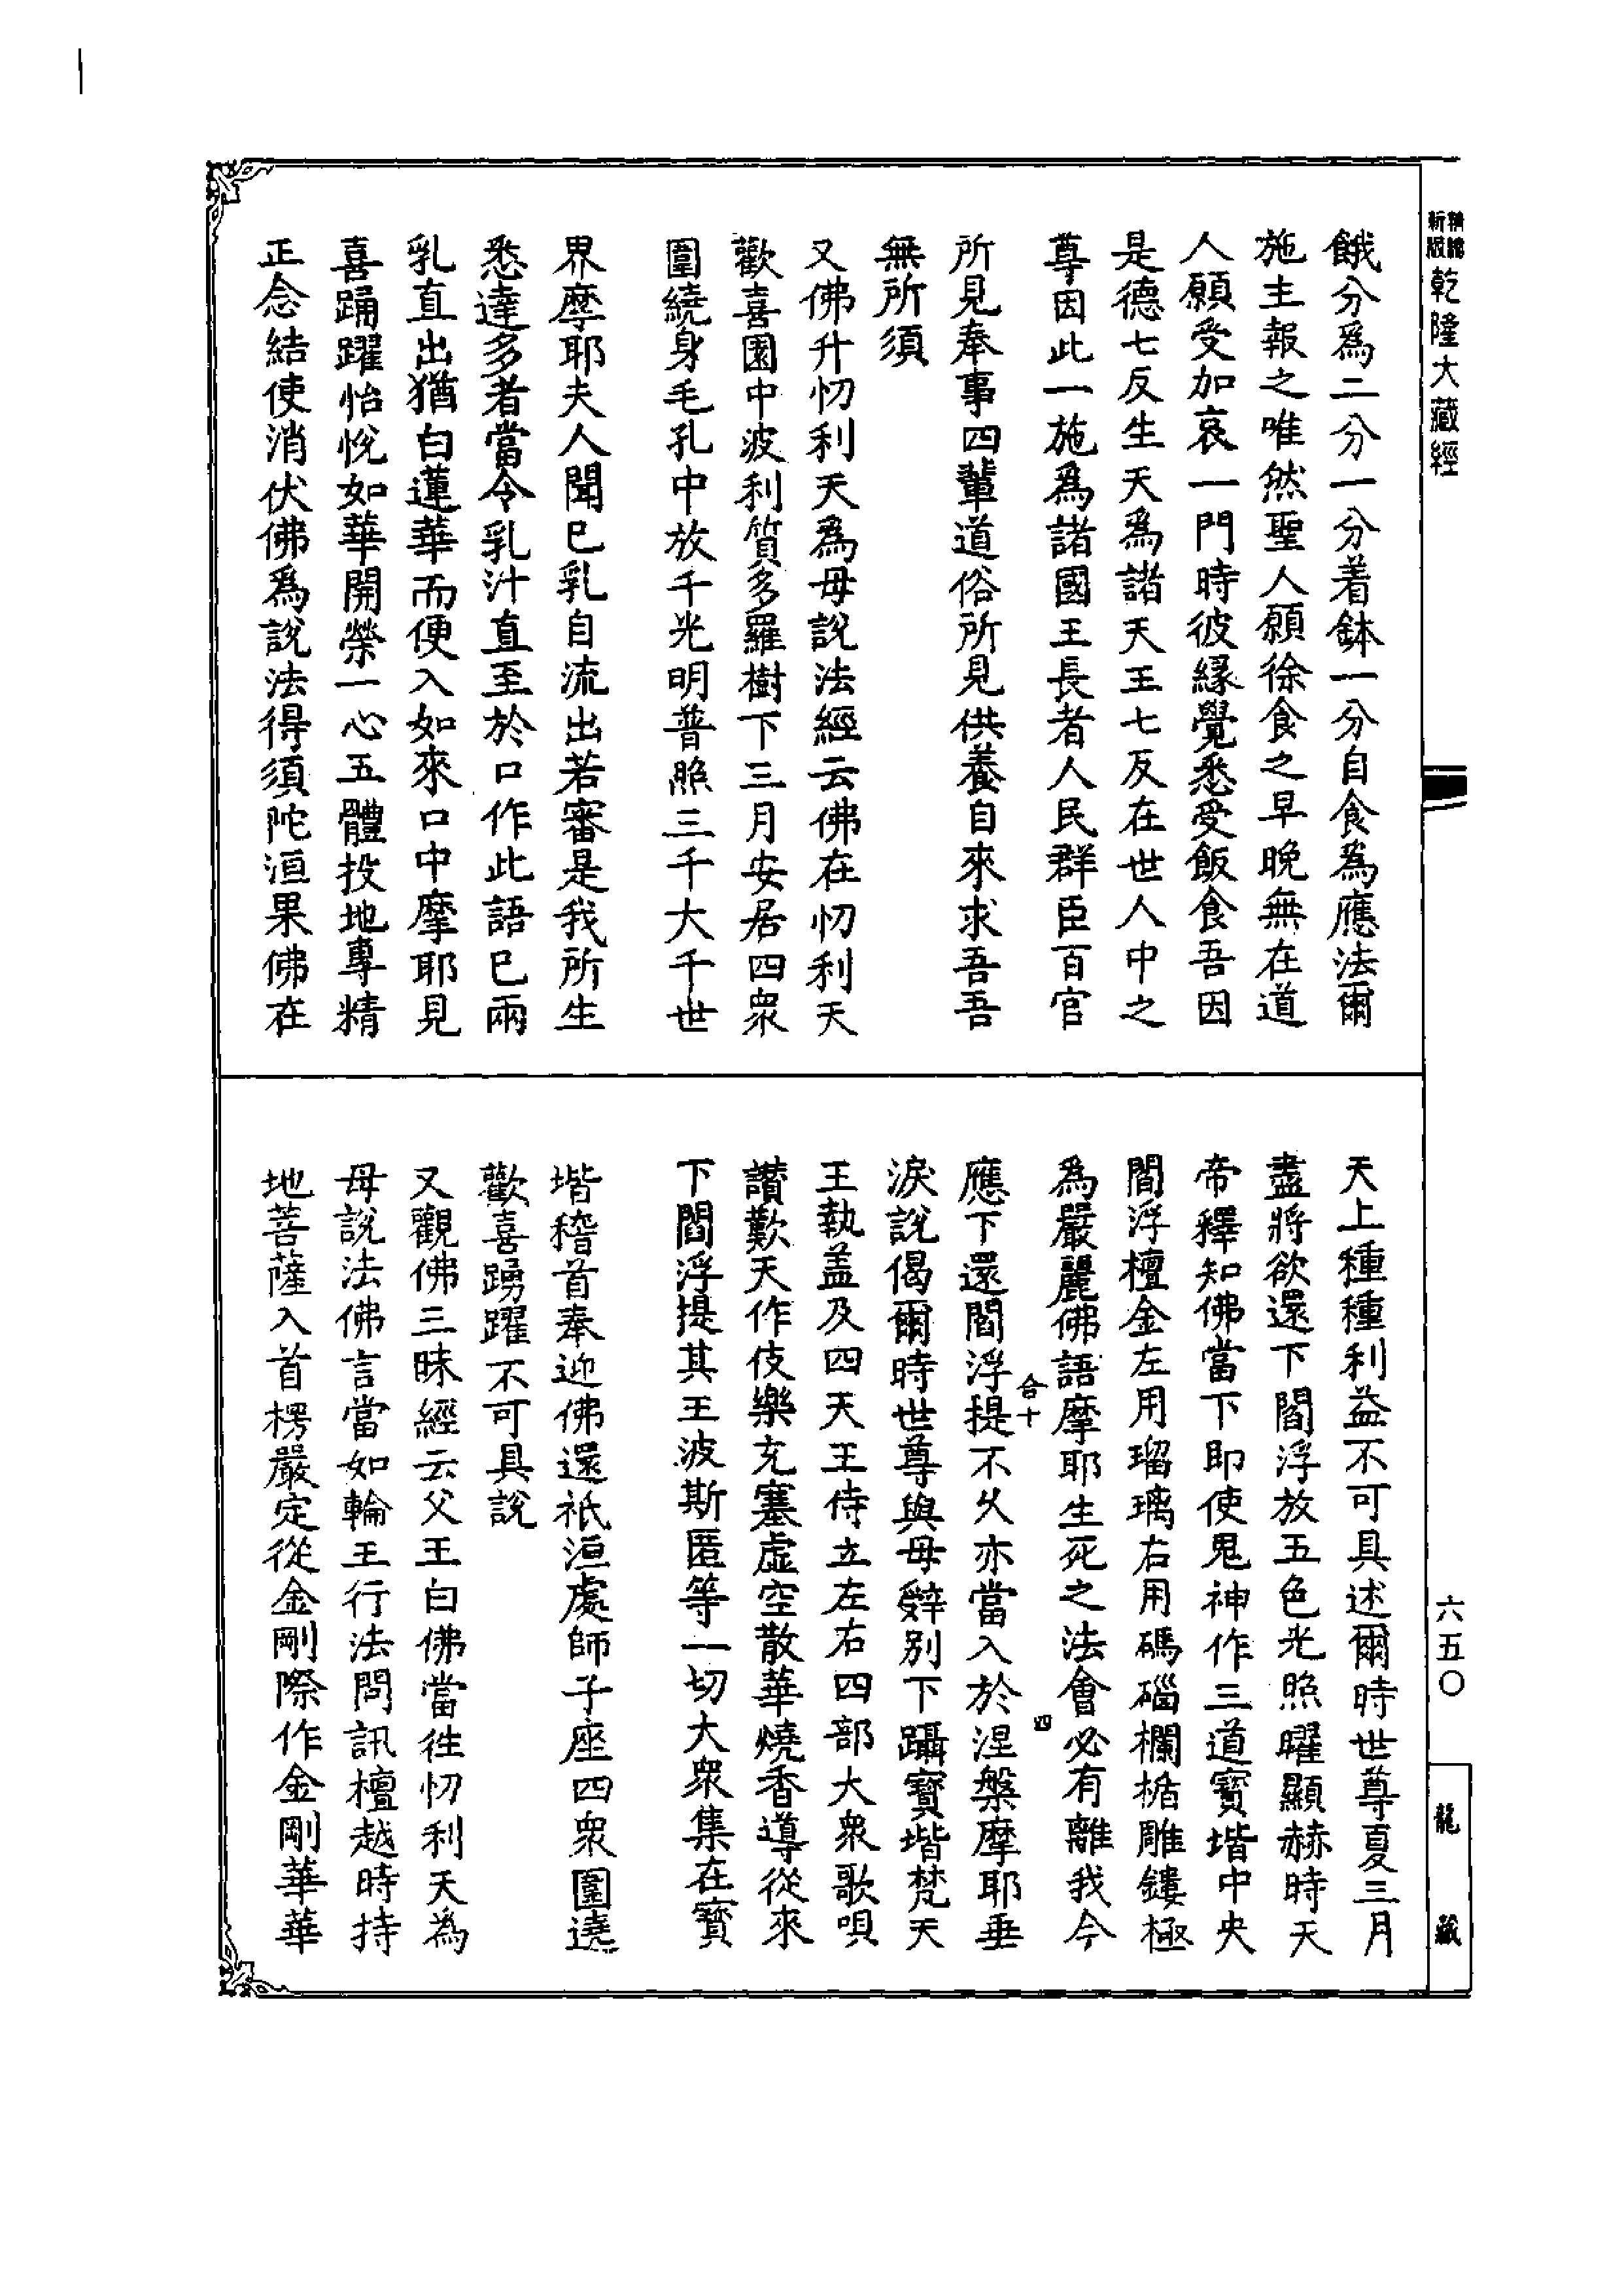 精縮
新版
乾隆大藏經
餓分爲二分一分着鉢一分自食為應法爾
施主報之唯然聖人願徐食之早晚無在道
人願受加哀一門時彼緣覺悉受飯食吾因
是德七反生天爲諸天王七反在世人中之
尊因此一施爲諸國王長者人民群臣百官
所見奉事四輩道俗所見供養自來求吾吾
無所須
又佛升忉利天爲母說法經云佛在忉利天
歡喜園中波利質多羅樹下三月安居四衆
圍繞身毛孔中放千光明普照三千大千世
界摩耶夫人聞已乳自流出若審是我所生
悉達多者當令乳汁直至於口作此語已兩
乳直出猶白蓮華而便入如來口中摩耶見
喜踊躍怡悅如華開榮一心五體投地專精
正念結使消伏佛爲說法得須陀洹果佛在
天上種種利益不可具述爾時世尊夏三月
盡將欲還下閻浮放五色光照曜顯赫時天
帝釋知佛當下即使鬼神作三道寶堦中央
閻浮檀金左用瑠璃右用碼碯欄楯雕鏤極
為嚴麗佛語摩耶生死之法會必有離我今
合十
四
應下還閻浮提不久亦當入於涅槃摩耶垂
淚說偈爾時世尊與母辭別下躡寶堦梵天
王執盖及四天王侍立左右四部大衆歌唄
讚歎天作伎樂充塞虛空散華燒香導從來
下閻浮提其王波斯匿等一切大衆集在寶
堦稽首奉迎佛還祇洹處師子座四衆圍遶
歡喜踴躍不可具說
又觀佛三昧經云父王白佛當往忉利天為
母說法佛言當如輪王行法問訊檀越時持
地菩薩入首楞嚴定從金剛際作金剛華華
六五〇
龍藏